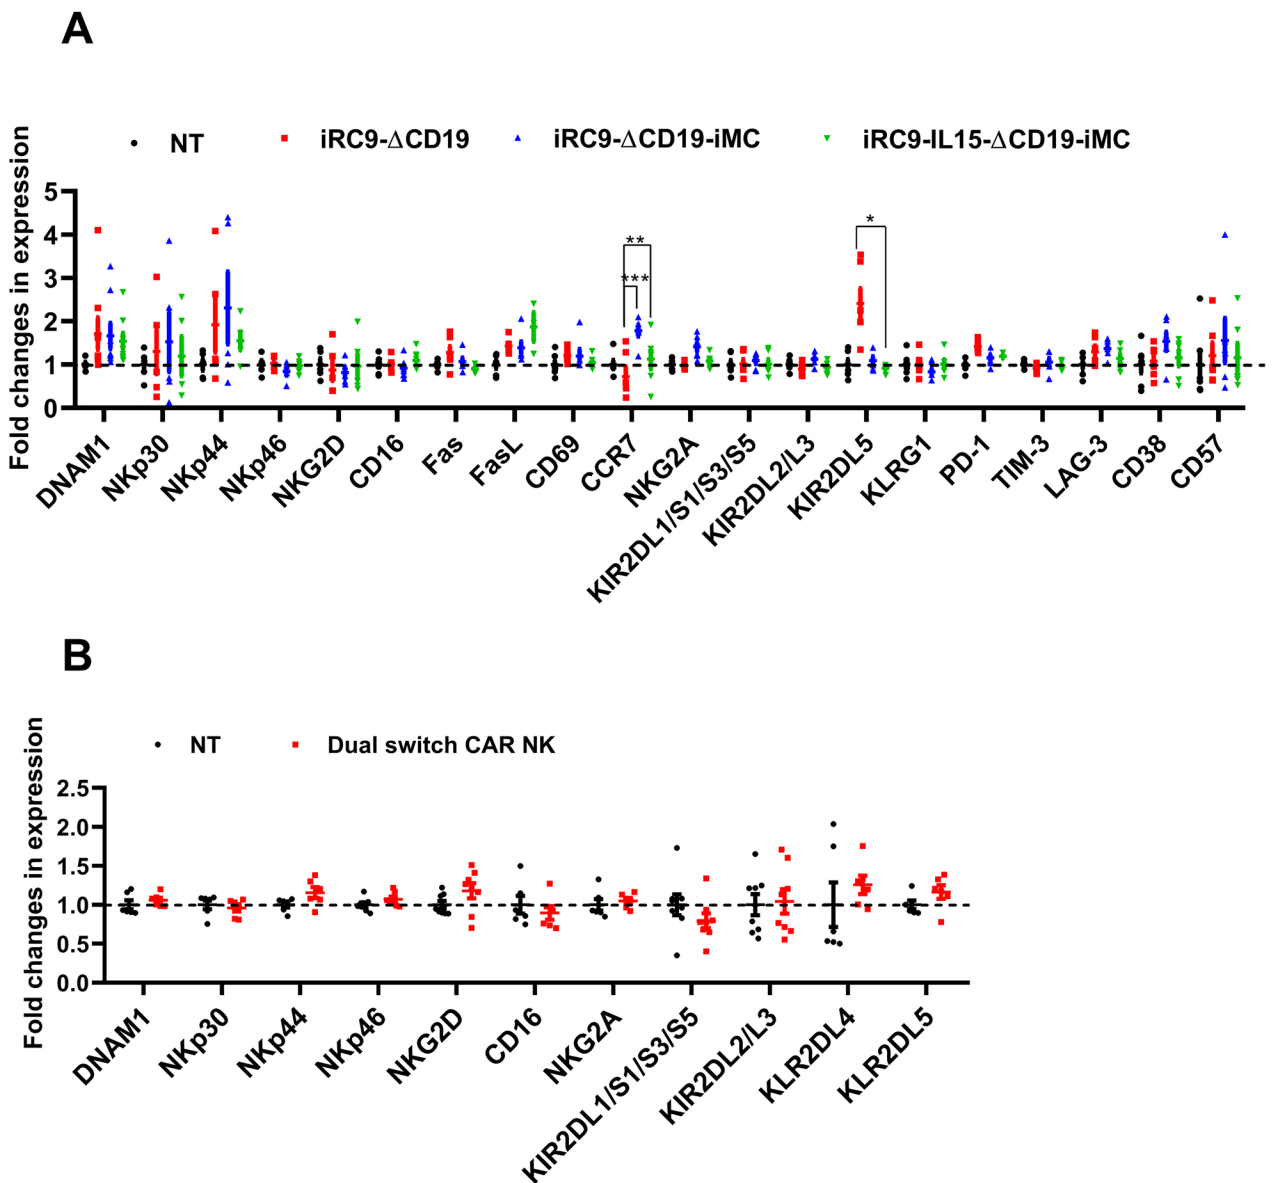 A
NT iRC9-ΔCD19 iRC9-ΔCD19-iMC iRC9-IL15-ΔCD19-iMC
Fold changes in expression
5
4
3
2
1
0
*
**
***
DNAM1 NKp30 NKp44 NKp46 NKG2D CD16 Fas FasL CD69 CCR7 NKG2A KIR2DL1/S1/S3/S5 KIR2DL2/L3 KIR2DL5 KLRG1 PD-1 TIM-3 LAG-3 CD38 CD57
B
NT Dual switch CAR NK
Fold changes in expression
2.5
2.0
1.5
1.0
0.5
0.0
DNAM1 NKp30 NKp44 NKp46 NKG2D CD16 NKG2A KIR2DL1/S1/S3/S5 KIR2DL2/L3 KLR2DL4 KLR2DL5